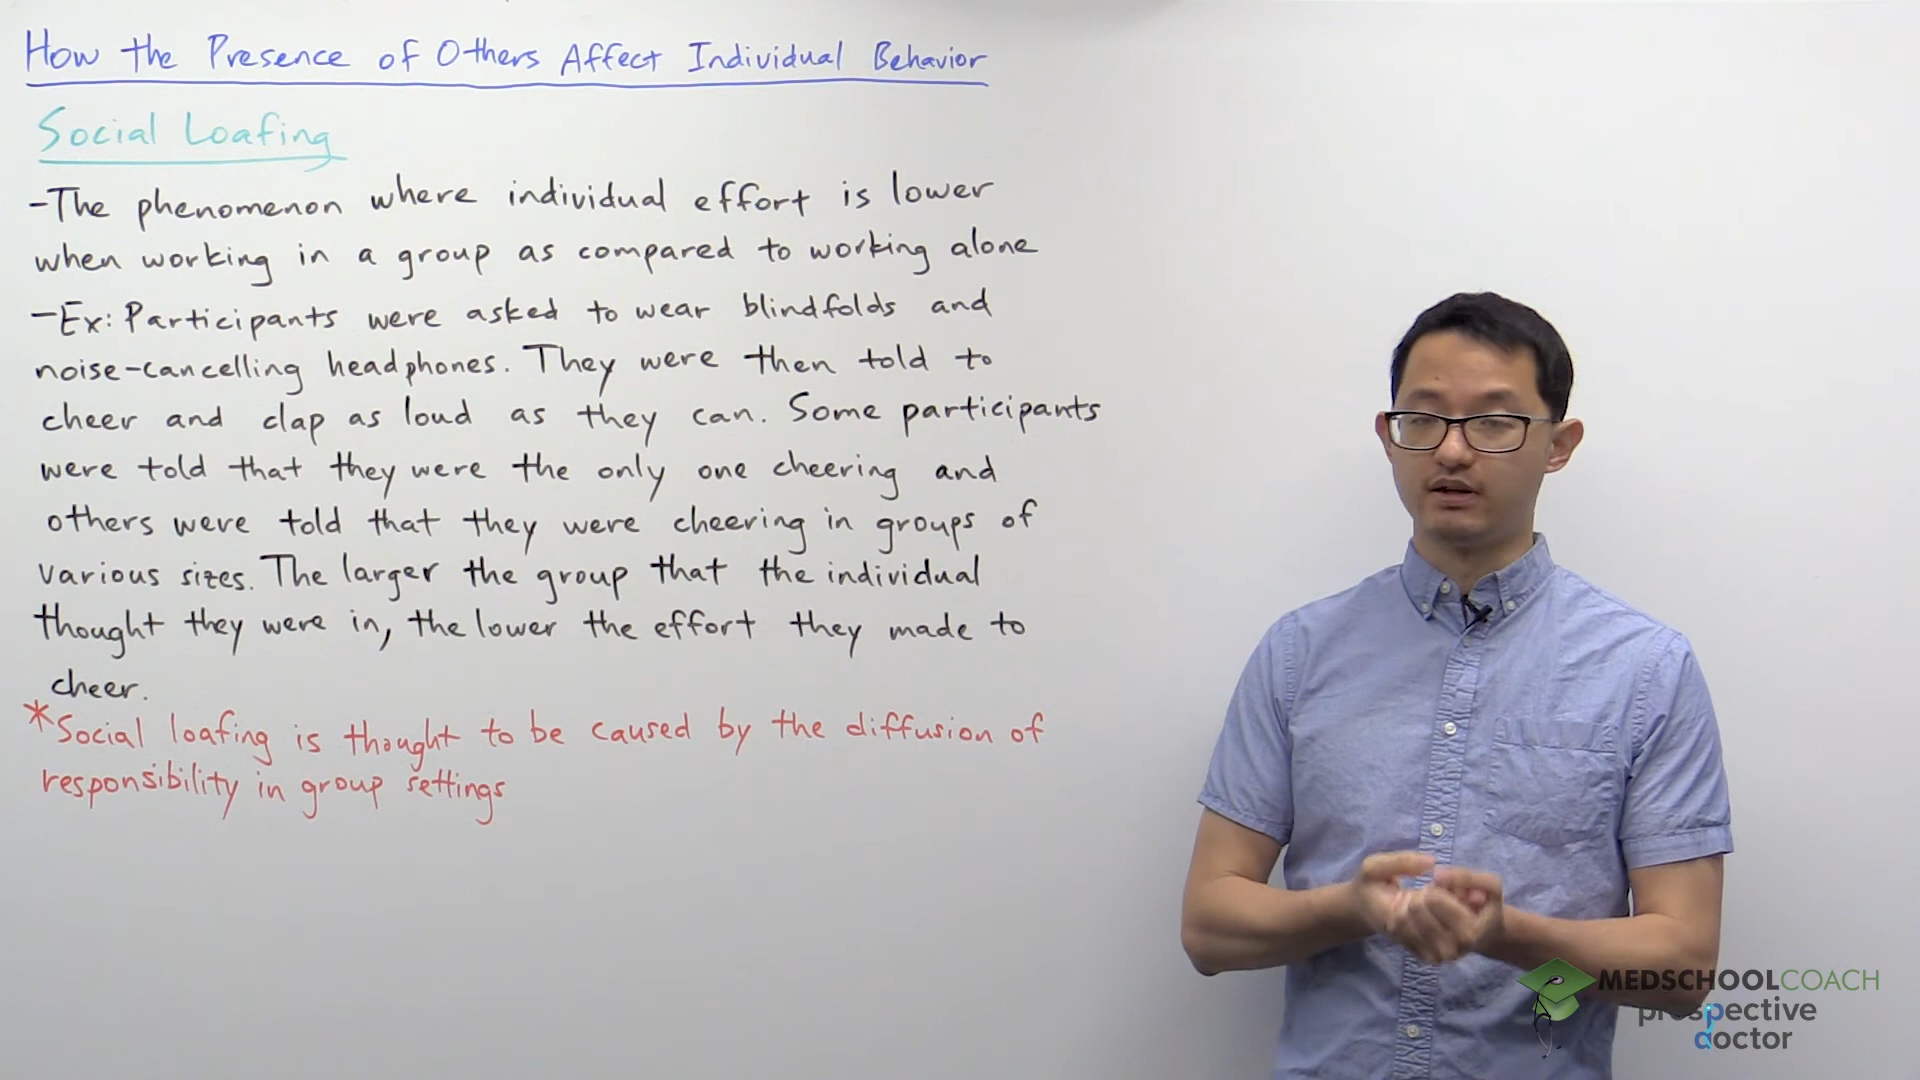 How the Presence of Others Affect Individual Behavior
Social Loafing
-The phenomenon where individual effort is lower
when working in a group as compared to working alone
-Ex: Participants were asked to wear blindfolds and
noise-cancelling headphones. They were then told to
cheer and clap as loud as they can. Some participants
were told that they were the only one cheering and
others were told that they were cheering in groups of
various sizes. The larger the group that the individual
thought they were in, the lower the effort they made to
cheer.
*Social loafing is thought to be caused by the diffusion of
responsibility in group settings
MEDSCHOOLCOACH
prospective
doctor